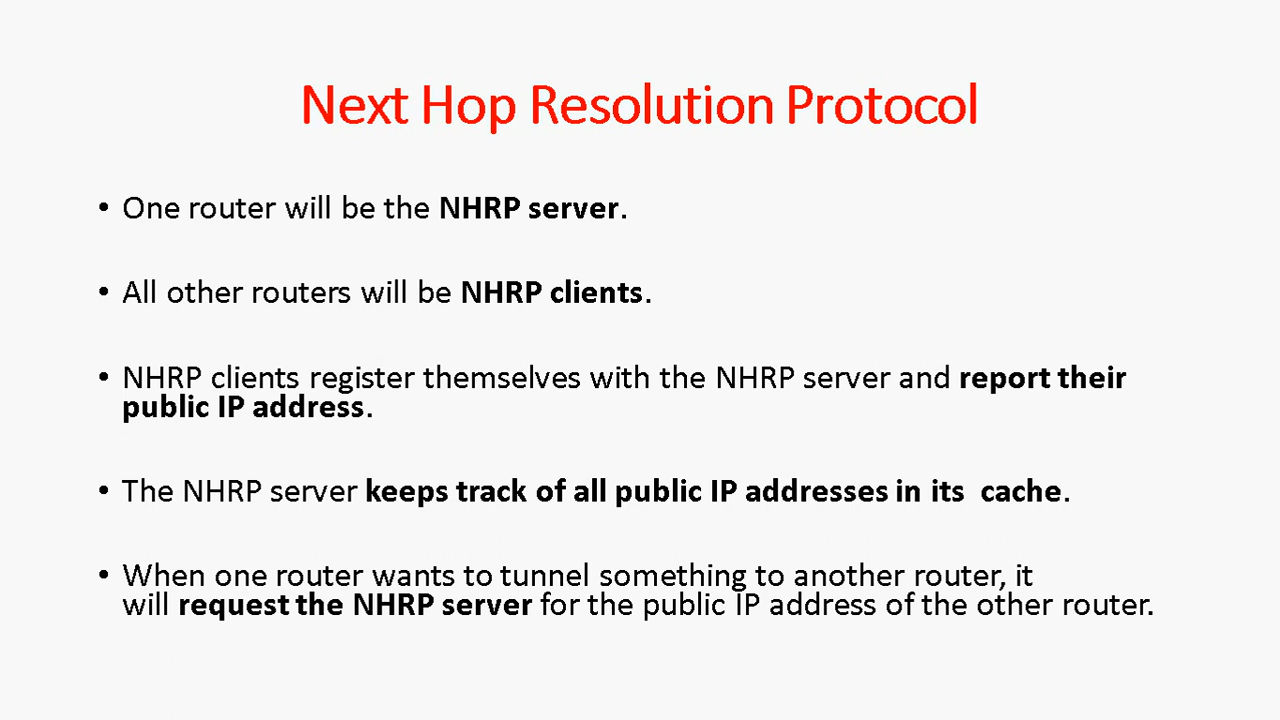 Next Hop Resolution Protocol
• One router will be the NHRP server.
• All other routers will be NHRP clients.
• NHRP clients register themselves with the NHRP server and report their
public IP address.
• The NHRP server keeps track of all public IP addresses in its  cache.
• When one router wants to tunnel something to another router, it
will request the NHRP server for the public IP address of the other router.